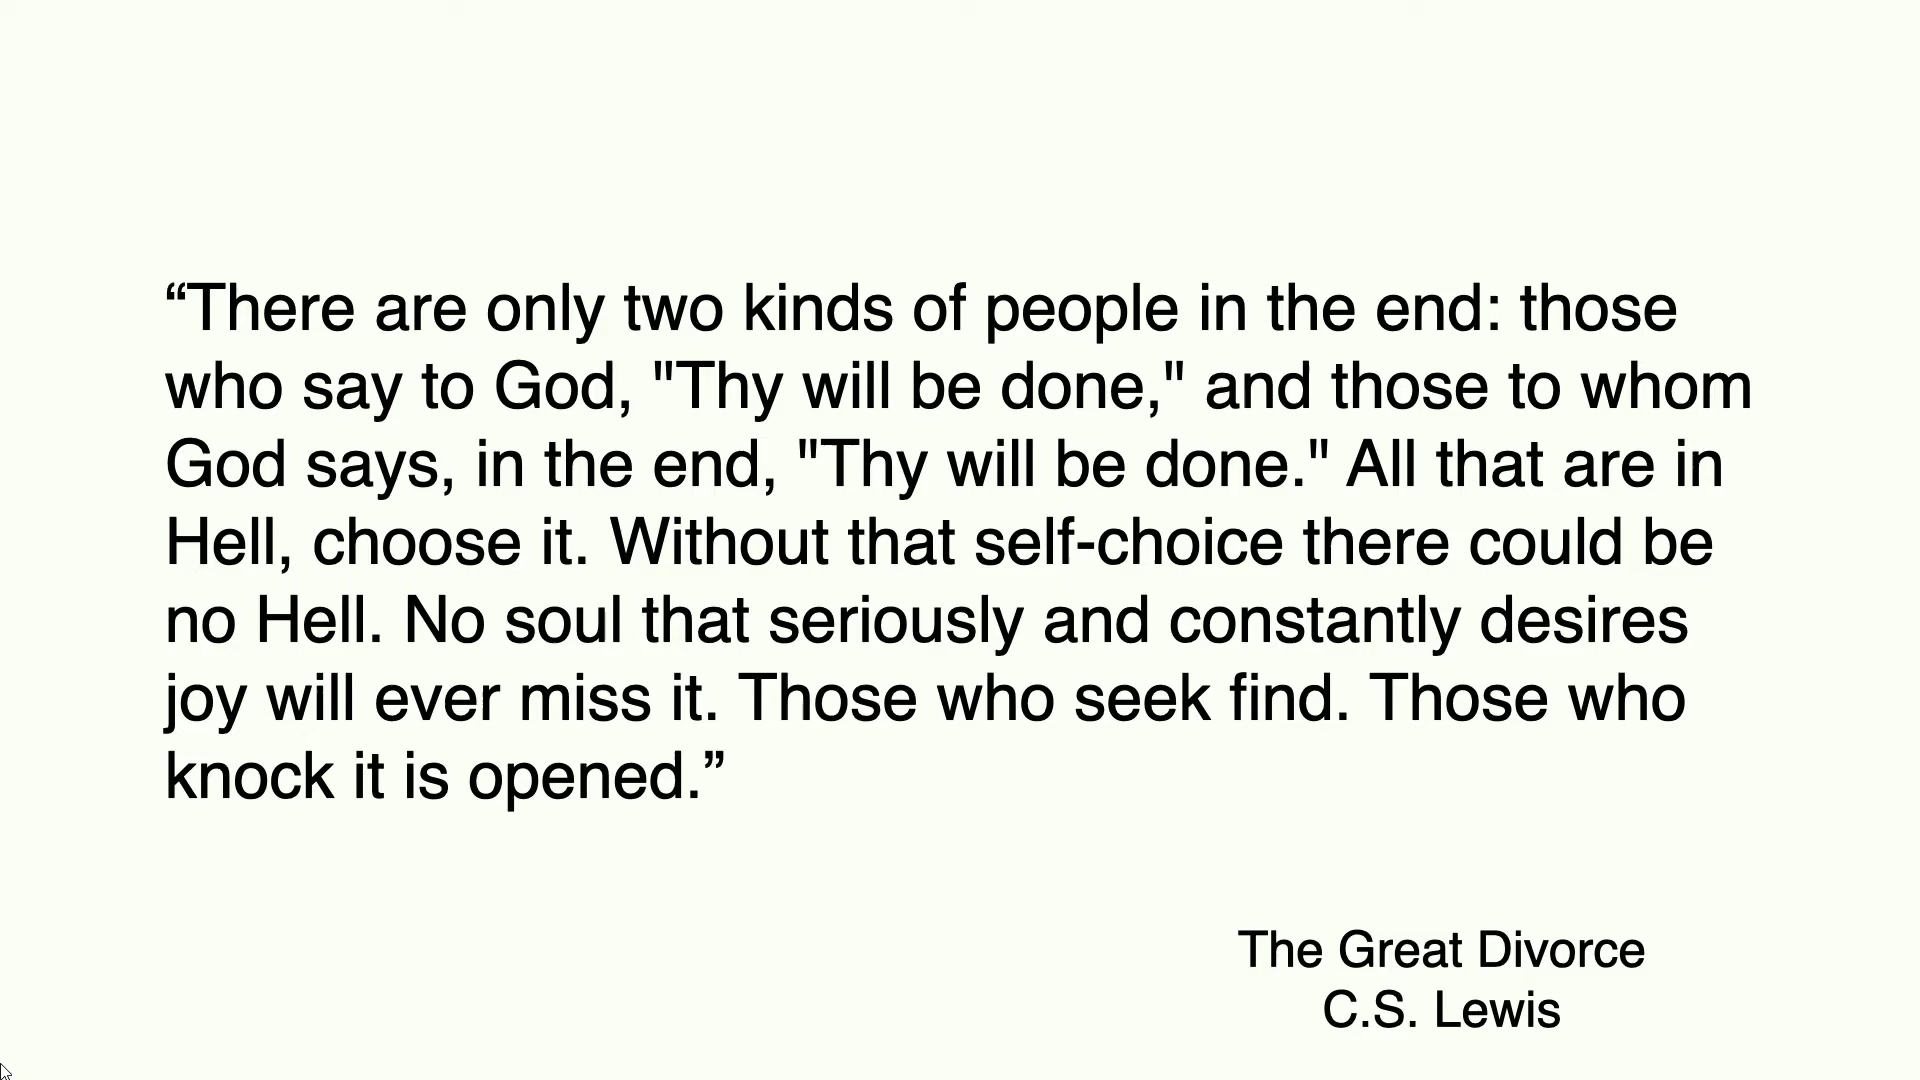 “There are only two kinds of people in the end: those
who say to God, "Thy will be done," and those to whom
God says, in the end, "Thy will be done." All that are in
Hell, choose it. Without that self-choice there could be
no Hell. No soul that seriously and constantly desires
joy will ever miss it. Those who seek find. Those who
knock it is opened.”
The Great Divorce
C.S. Lewis